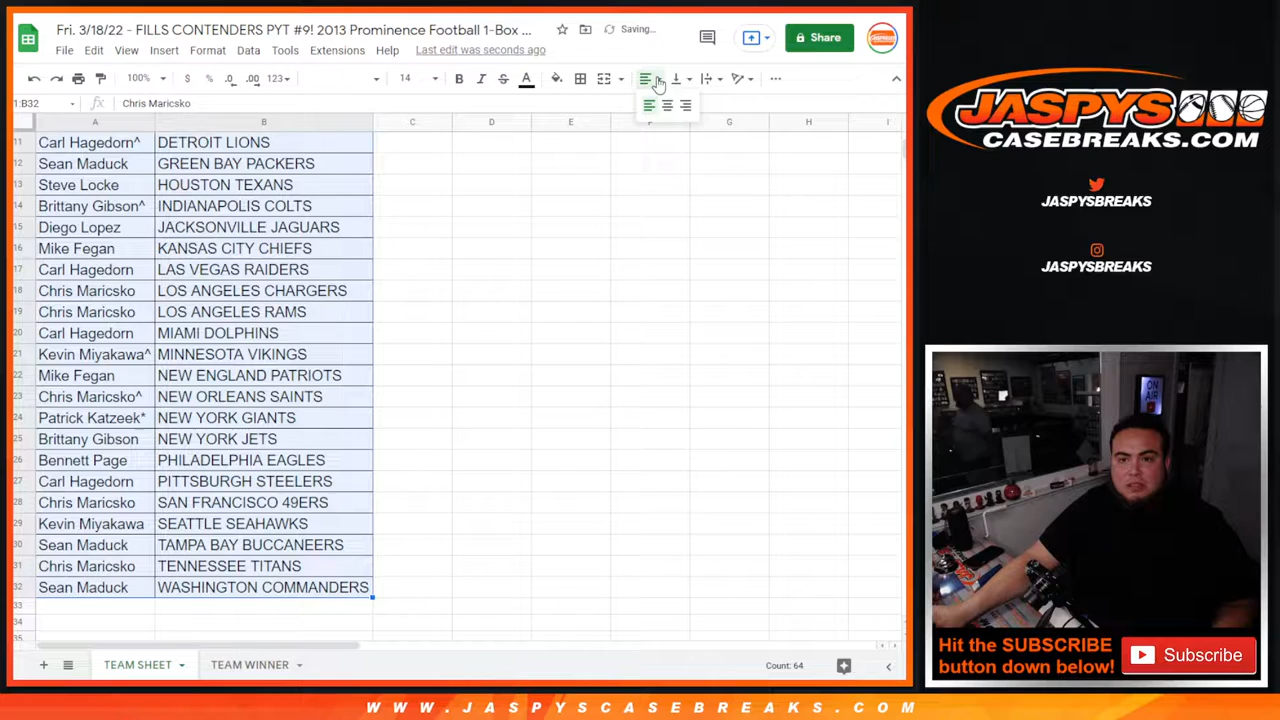 Fri. 3/18/22 - FILLS CONTENDERS PYT #9! 2013 Prominence Football 1-Box ...
Saving...
File Edit View Insert Format Data Tools Extensions Help Last edit was seconds ago
Share
100% $ % .0 .00 123 14 B I S A
1:B32 fx Chris Maricsko
A B C D E F G H I
11 Carl Hagedorn^ DETROIT LIONS
12 Sean Maduck GREEN BAY PACKERS
13 Steve Locke HOUSTON TEXANS
14 Brittany Gibson^ INDIANAPOLIS COLTS
15 Diego Lopez JACKSONVILLE JAGUARS
16 Mike Fegan KANSAS CITY CHIEFS
17 Carl Hagedorn LAS VEGAS RAIDERS
18 Chris Maricsko LOS ANGELES CHARGERS
19 Chris Maricsko LOS ANGELES RAMS
20 Carl Hagedorn MIAMI DOLPHINS
21 Kevin Miyakawa^ MINNESOTA VIKINGS
22 Mike Fegan NEW ENGLAND PATRIOTS
23 Chris Maricsko^ NEW ORLEANS SAINTS
24 Patrick Katzeek* NEW YORK GIANTS
25 Brittany Gibson NEW YORK JETS
26 Bennett Page PHILADELPHIA EAGLES
27 Carl Hagedorn PITTSBURGH STEELERS
28 Chris Maricsko SAN FRANCISCO 49ERS
29 Kevin Miyakawa SEATTLE SEAHAWKS
30 Sean Maduck TAMPA BAY BUCCANEERS
31 Chris Maricsko TENNESSEE TITANS
32 Sean Maduck WASHINGTON COMMANDERS
33
34
35
TEAM SHEET TEAM WINNER Count: 64
JASPYS
CASEBREAKS.COM
JASPYSBREAKS
JASPYSBREAKS
ON
AIR
Hit the SUBSCRIBE
button down below!
Subscribe
WWW.JASPYSCASEBREAKS.COM